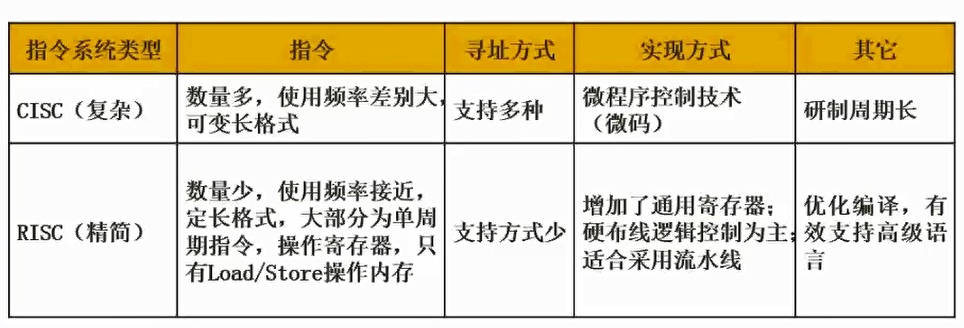 指令系统类型 指令 寻址方式 实现方式 其它
CISC（复杂）
数量多，使用频率差别大，
可变长格式
支持多种
微程序控制技术
（微码）
研制周期长
RISC（精简）
数量少，使用频率接近，
定长格式，大部分为单周
期指令，操作寄存器，只
有Load/Store操作内存
支持方式少
增加了通用寄存器；
硬布线逻辑控制为主；
适合采用流水线
优化编译，有
效支持高级语
言